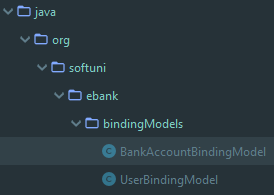 java
org
softuni
ebank
bindingModels
BankAccountBindingModel
UserBindingModel